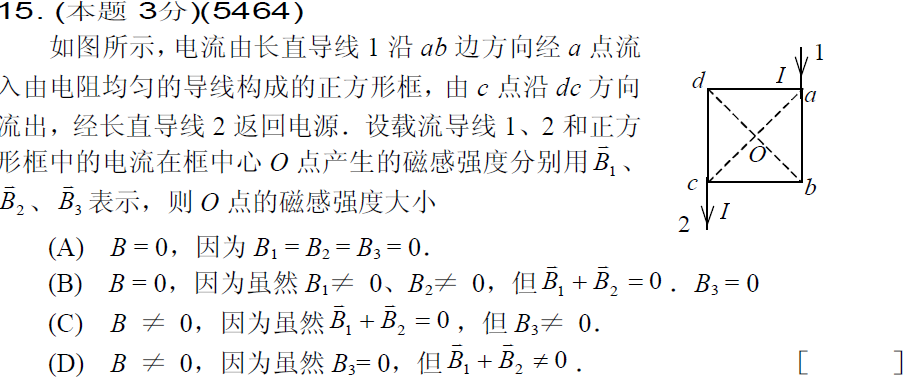 15. (本题 3分)(5464)
如图所示，电流由长直导线 1 沿 ab 边方向经 a 点流
入由电阻均匀的导线构成的正方形框，由 c 点沿 dc 方向
流出，经长直导线 2 返回电源．设载流导线 1、2 和正方
形框中的电流在框中心 O 点产生的磁感强度分别用 B̄₁、
B̄₂、B̄₃ 表示，则 O 点的磁感强度大小
(A) B = 0，因为 B₁ = B₂ = B₃ = 0．
(B) B = 0，因为虽然 B₁≠ 0、B₂≠ 0，但 B̄₁ + B̄₂ = 0．B₃ = 0
(C) B ≠ 0，因为虽然 B̄₁ + B̄₂ = 0，但 B₃≠ 0．
(D) B ≠ 0，因为虽然 B₃= 0，但 B̄₁ + B̄₂ ≠ 0．
[ ]
1
d I
a
O
c b
2 I